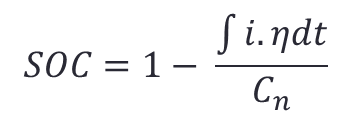 SOC = 1 − ∫ i.ηdt / Cₙ